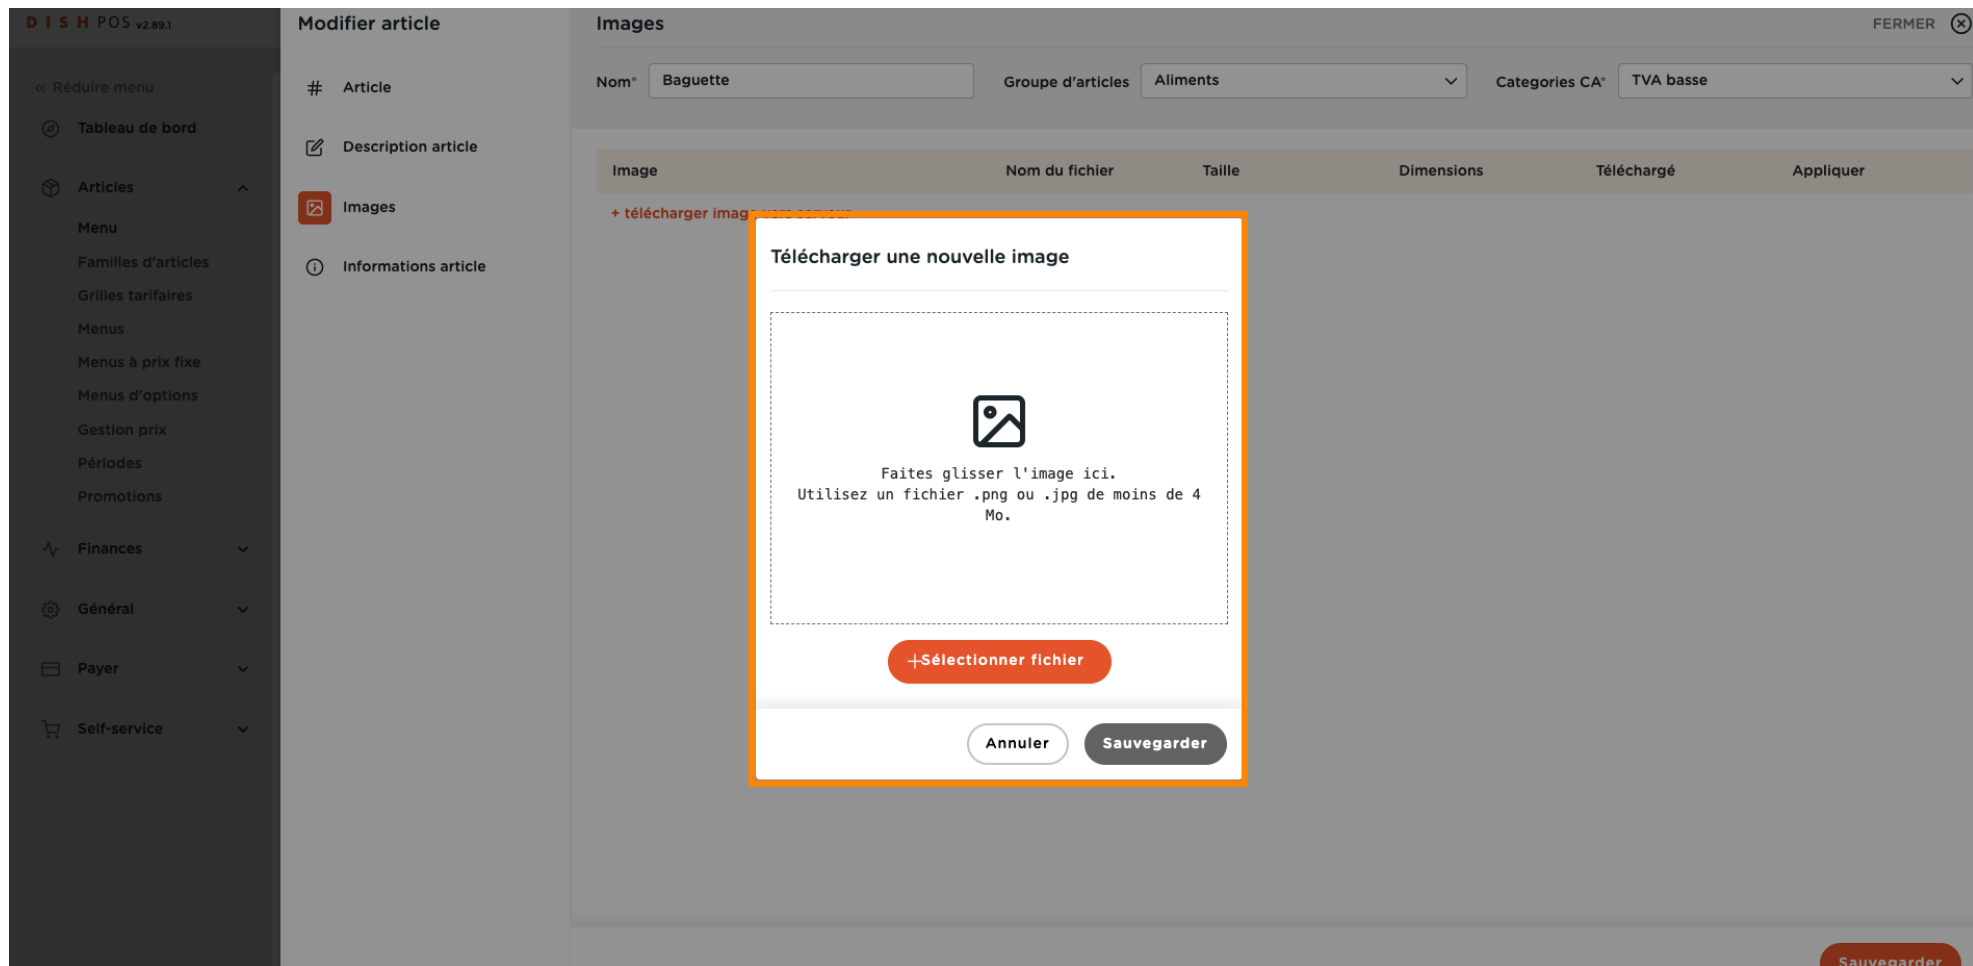 DISH POS v2.89.1
« Réduire menu
Tableau de bord
Articles
Menu
Familles d'articles
Grilles tarifaires
Menus
Menus à prix fixe
Menus d'options
Gestion prix
Périodes
Promotions
Finances
Général
Payer
Self-service
Modifier article
# Article
Description article
Images
Informations article
Images
FERMER
Nom* Baguette
Groupe d'articles Aliments
Categories CA* TVA basse
Image Nom du fichier Taille Dimensions Téléchargé Appliquer
+ télécharger image vers serveur
Télécharger une nouvelle image
Faites glisser l'image ici.
Utilisez un fichier .png ou .jpg de moins de 4
Mo.
+Sélectionner fichier
Annuler Sauvegarder
Sauvegarder